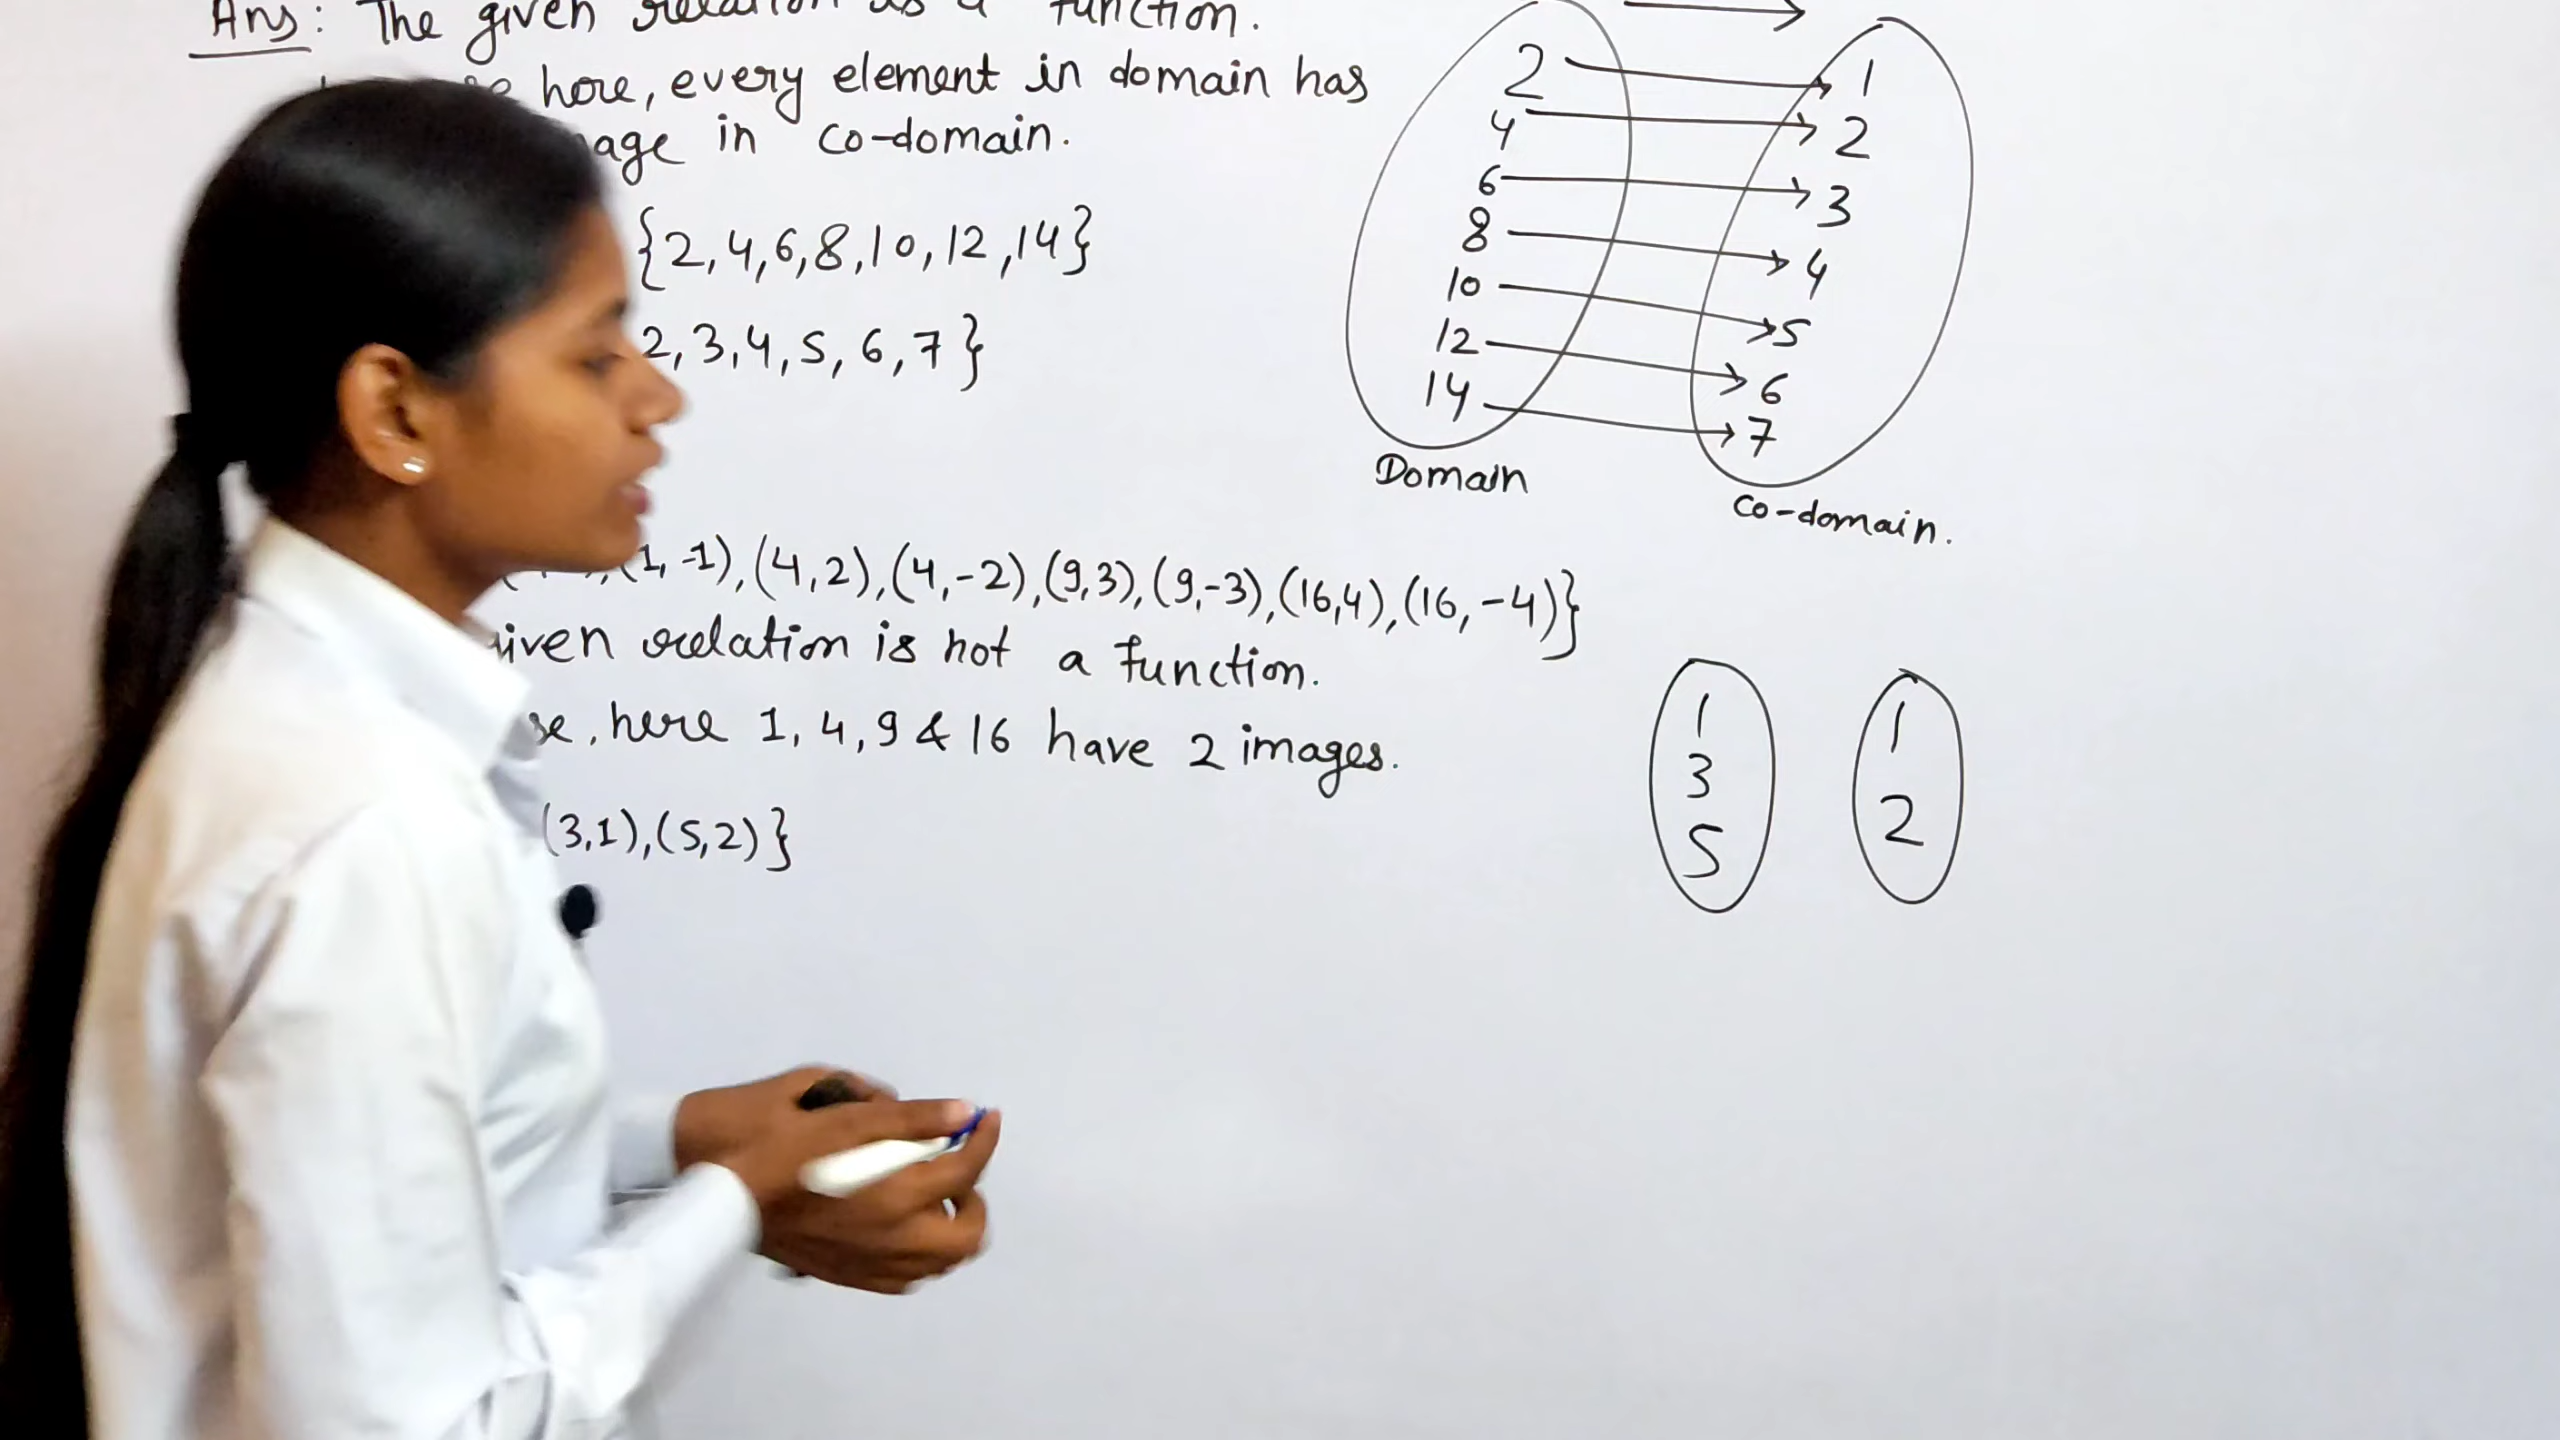 Ans: The given relation is a function.
here, every element in domain has
in co-domain.
{2,4,6,8,10,12,14}
2,3,4,5,6,7}
2 1
4 2
6 3
8 4
10 5
12 6
14 7
Domain
co-domain.
(1,-1),(4,2),(4,-2),(9,3),(9,-3),(16,4),(16,-4)}
relation is not a function.
here 1, 4, 9 & 16 have 2 images.
(3,1),(5,2)}
1 1
3 2
5